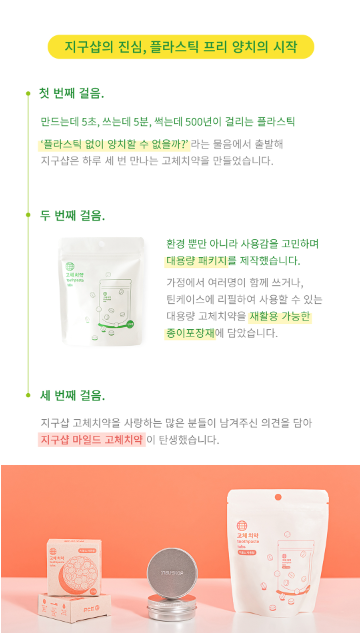 지구샵의 진심, 플라스틱 프리 양치의 시작
첫 번째 걸음.
만드는데 5초, 쓰는데 5분, 썩는데 500년이 걸리는 플라스틱
‘플라스틱 없이 양치할 수 없을까?’ 라는 물음에서 출발해
지구샵은 하루 세 번 만나는 고체치약을 만들었습니다.
두 번째 걸음.
환경 뿐만 아니라 사용감을 고민하며
대용량 패키지를 제작했습니다.
가정에서 여러명이 함께 쓰거나,
틴케이스에 리필하여 사용할 수 있는
대용량 고체치약을 재활용 가능한
종이포장재에 담았습니다.
고체치약
toothpaste
tabs
세 번째 걸음.
지구샵 고체치약을 사랑하는 많은 분들이 남겨주신 의견을 담아
지구샵 마일드 고체치약이 탄생했습니다.
고체치약
toothpaste
tabs
고체치약